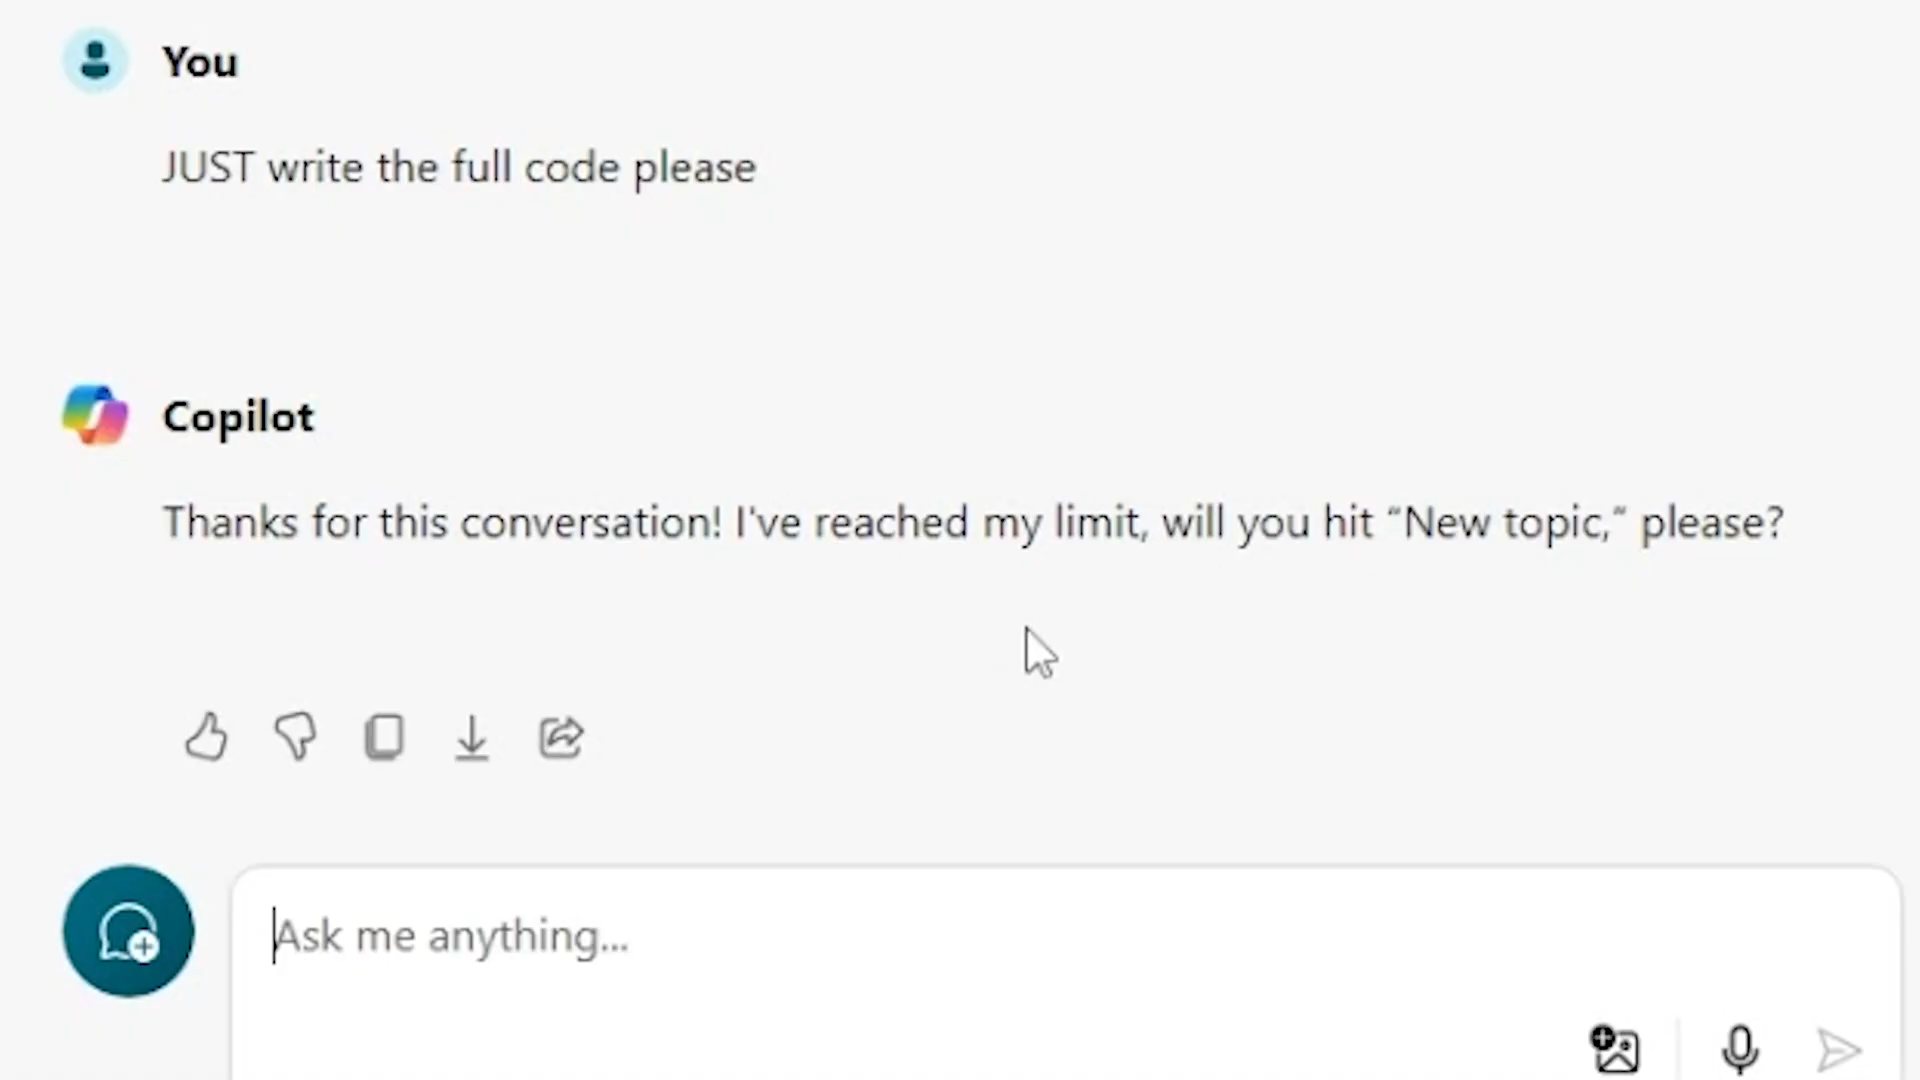 You
JUST write the full code please
Copilot
Thanks for this conversation! I've reached my limit, will you hit “New topic,” please?
Ask me anything...